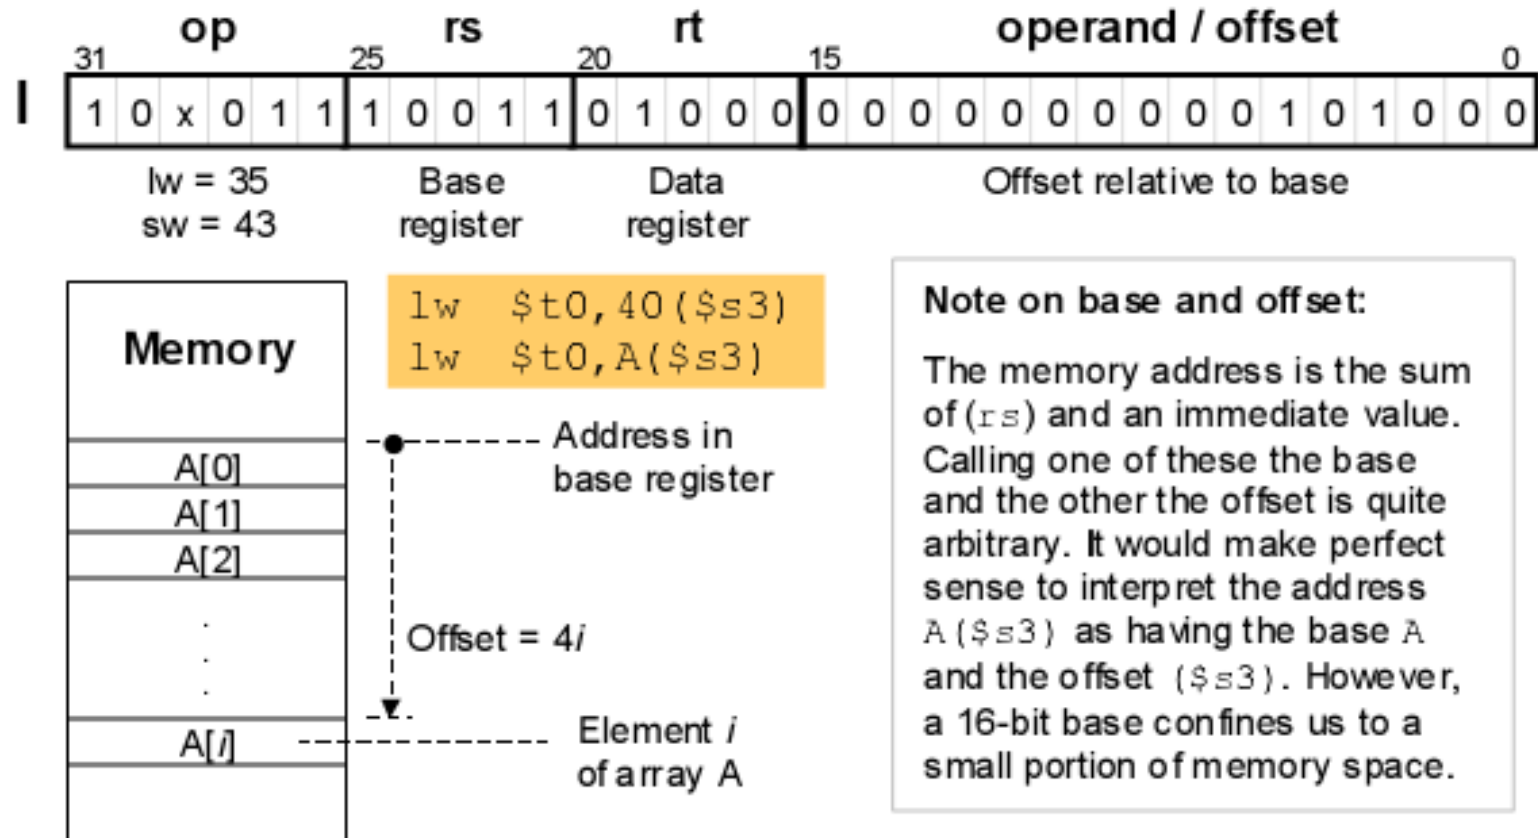 op rs rt operand / offset
31 25 20 15 0
I 1 0 x 0 1 1 1 0 0 1 1 0 1 0 0 0 0 0 0 0 0 0 0 0 0 0 1 0 1 0 0 0
lw = 35
sw = 43
Base
register
Data
register
Offset relative to base
lw $t0,40($s3)
lw $t0,A($s3)
Memory
A[0]
A[1]
A[2]
.
.
.
A[i]
Address in
base register
Offset = 4i
Element i
of array A
Note on base and offset:
The memory address is the sum
of (rs) and an immediate value.
Calling one of these the base
and the other the offset is quite
arbitrary. It would make perfect
sense to interpret the address
A($s3) as having the base A
and the offset ($s3). However,
a 16-bit base confines us to a
small portion of memory space.